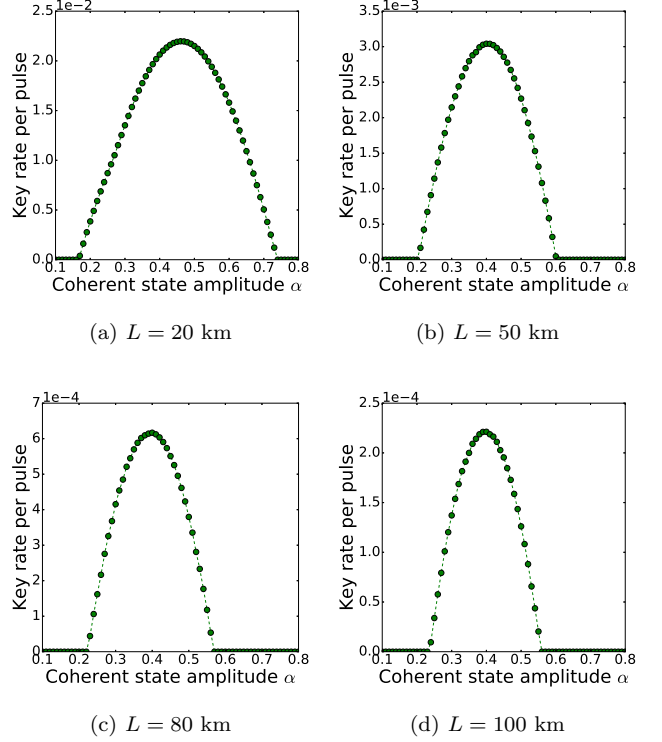 2.5 1e−2
2.0
1.5
1.0
0.5
0.0
0.1 0.2 0.3 0.4 0.5 0.6 0.7 0.8
Key rate per pulse
Coherent state amplitude α
(a) L = 20 km
3.5 1e−3
3.0
2.5
2.0
1.5
1.0
0.5
0.0
0.1 0.2 0.3 0.4 0.5 0.6 0.7 0.8
Key rate per pulse
Coherent state amplitude α
(b) L = 50 km
7 1e−4
6
5
4
3
2
1
0
0.1 0.2 0.3 0.4 0.5 0.6 0.7 0.8
Key rate per pulse
Coherent state amplitude α
(c) L = 80 km
2.5 1e−4
2.0
1.5
1.0
0.5
0.0
0.1 0.2 0.3 0.4 0.5 0.6 0.7 0.8
Key rate per pulse
Coherent state amplitude α
(d) L = 100 km